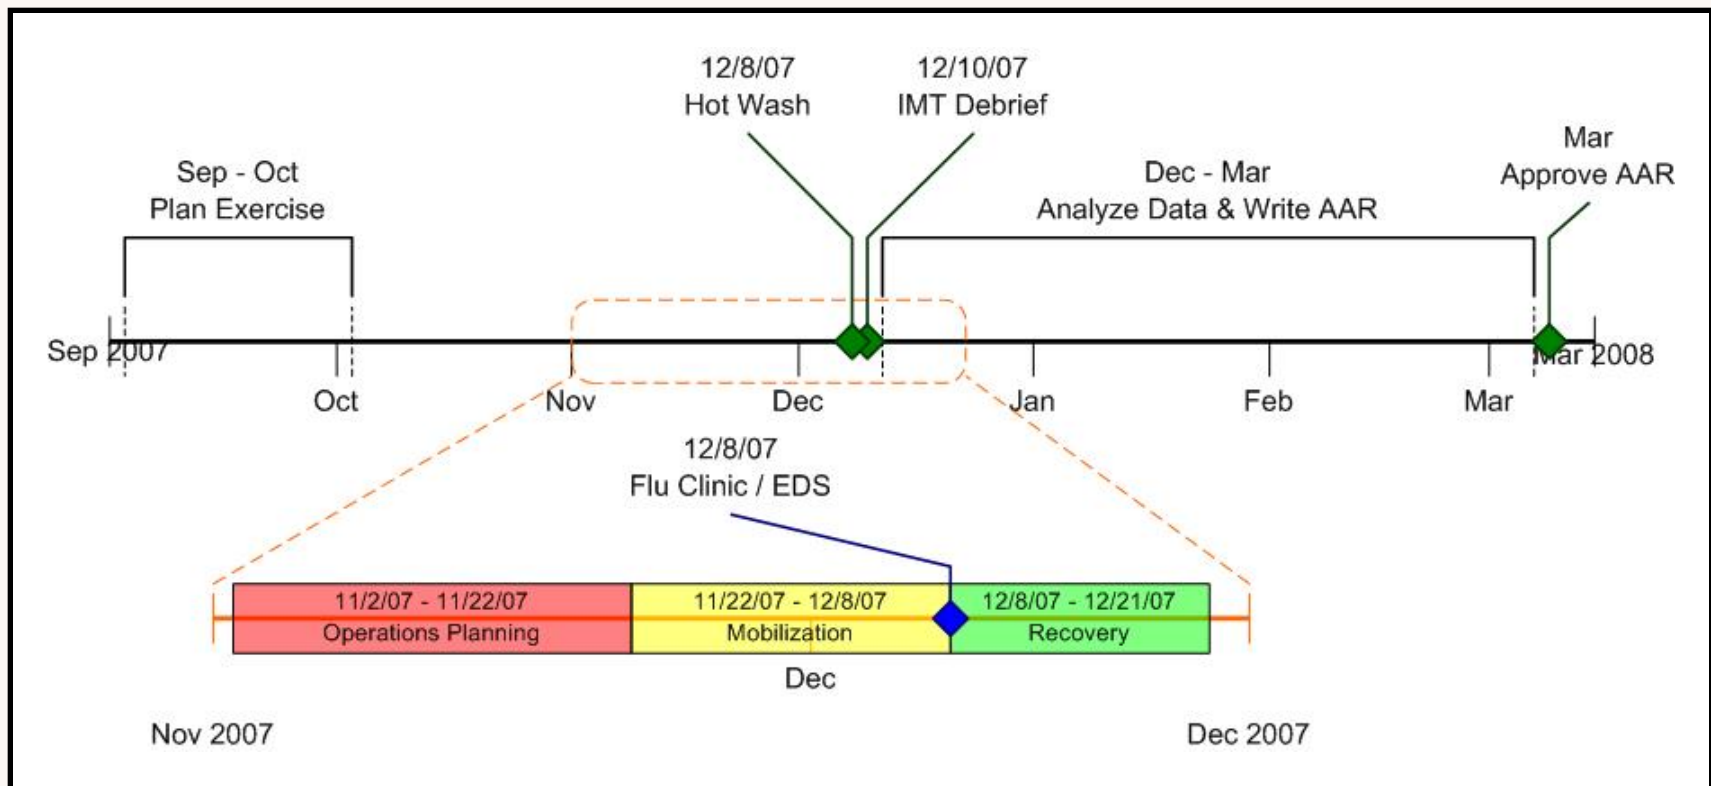 12/8/07
Hot Wash
12/10/07
IMT Debrief
Mar
Approve AAR
Sep - Oct
Plan Exercise
Dec - Mar
Analyze Data & Write AAR
Sep 2007
Mar 2008
Oct
Nov
Dec
Jan
Feb
Mar
12/8/07
Flu Clinic / EDS
11/2/07 - 11/22/07
Operations Planning
11/22/07 - 12/8/07
Mobilization
12/8/07 - 12/21/07
Recovery
Dec
Nov 2007
Dec 2007